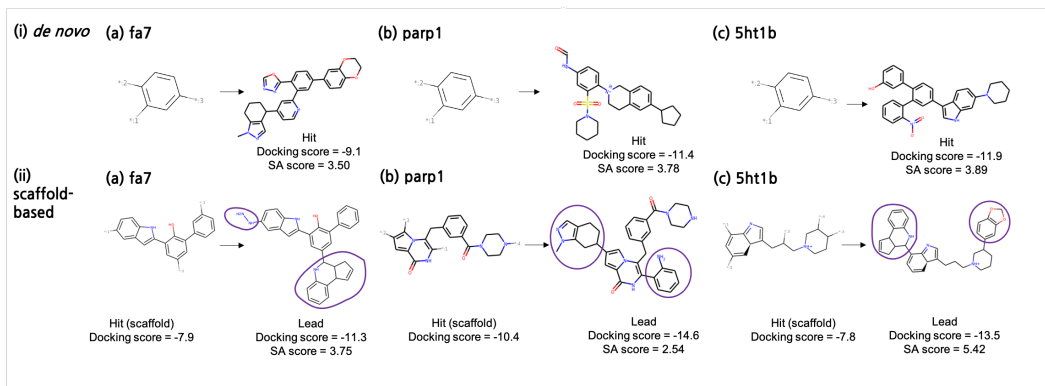 (i) de novo
(a) fa7
(b) parp1
(c) 5ht1b
Hit
Docking score = -9.1
SA score = 3.50
Hit
Docking score = -11.4
SA score = 3.78
Hit
Docking score = -11.9
SA score = 3.89
(ii)
scaffold-
based
(a) fa7
(b) parp1
(c) 5ht1b
Hit (scaffold)
Docking score = -7.9
Lead
Docking score = -11.3
SA score = 3.75
Hit (scaffold)
Docking score = -10.4
Lead
Docking score = -14.6
SA score = 2.54
Hit (scaffold)
Docking score = -7.8
Lead
Docking score = -13.5
SA score = 5.42